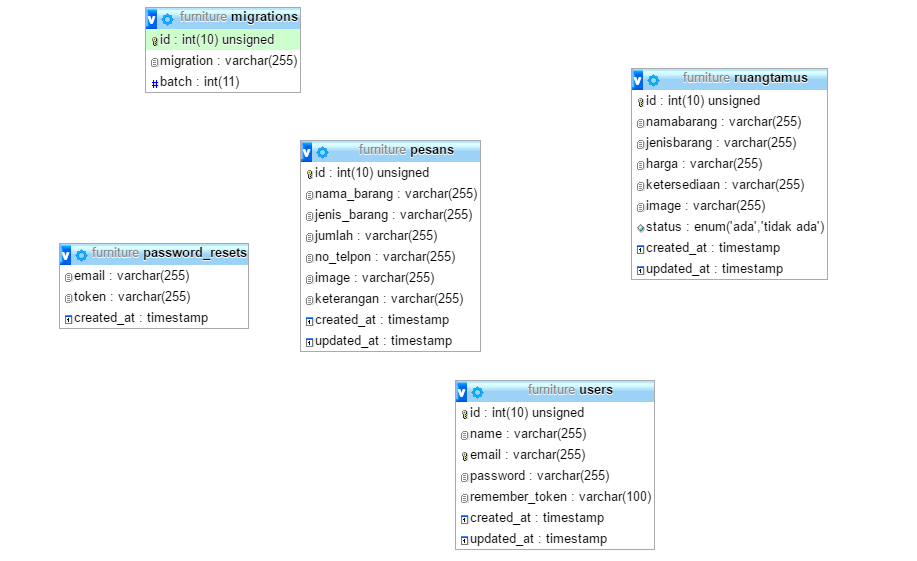 furniture migrations
id : int(10) unsigned
migration : varchar(255)
batch : int(11)
furniture ruangtamus
id : int(10) unsigned
namabarang : varchar(255)
jenisbarang : varchar(255)
harga : varchar(255)
ketersediaan : varchar(255)
image : varchar(255)
status : enum('ada','tidak ada')
created_at : timestamp
updated_at : timestamp
furniture pesans
id : int(10) unsigned
nama_barang : varchar(255)
jenis_barang : varchar(255)
jumlah : varchar(255)
no_telpon : varchar(255)
image : varchar(255)
keterangan : varchar(255)
created_at : timestamp
updated_at : timestamp
furniture password_resets
email : varchar(255)
token : varchar(255)
created_at : timestamp
furniture users
id : int(10) unsigned
name : varchar(255)
email : varchar(255)
password : varchar(255)
remember_token : varchar(100)
created_at : timestamp
updated_at : timestamp